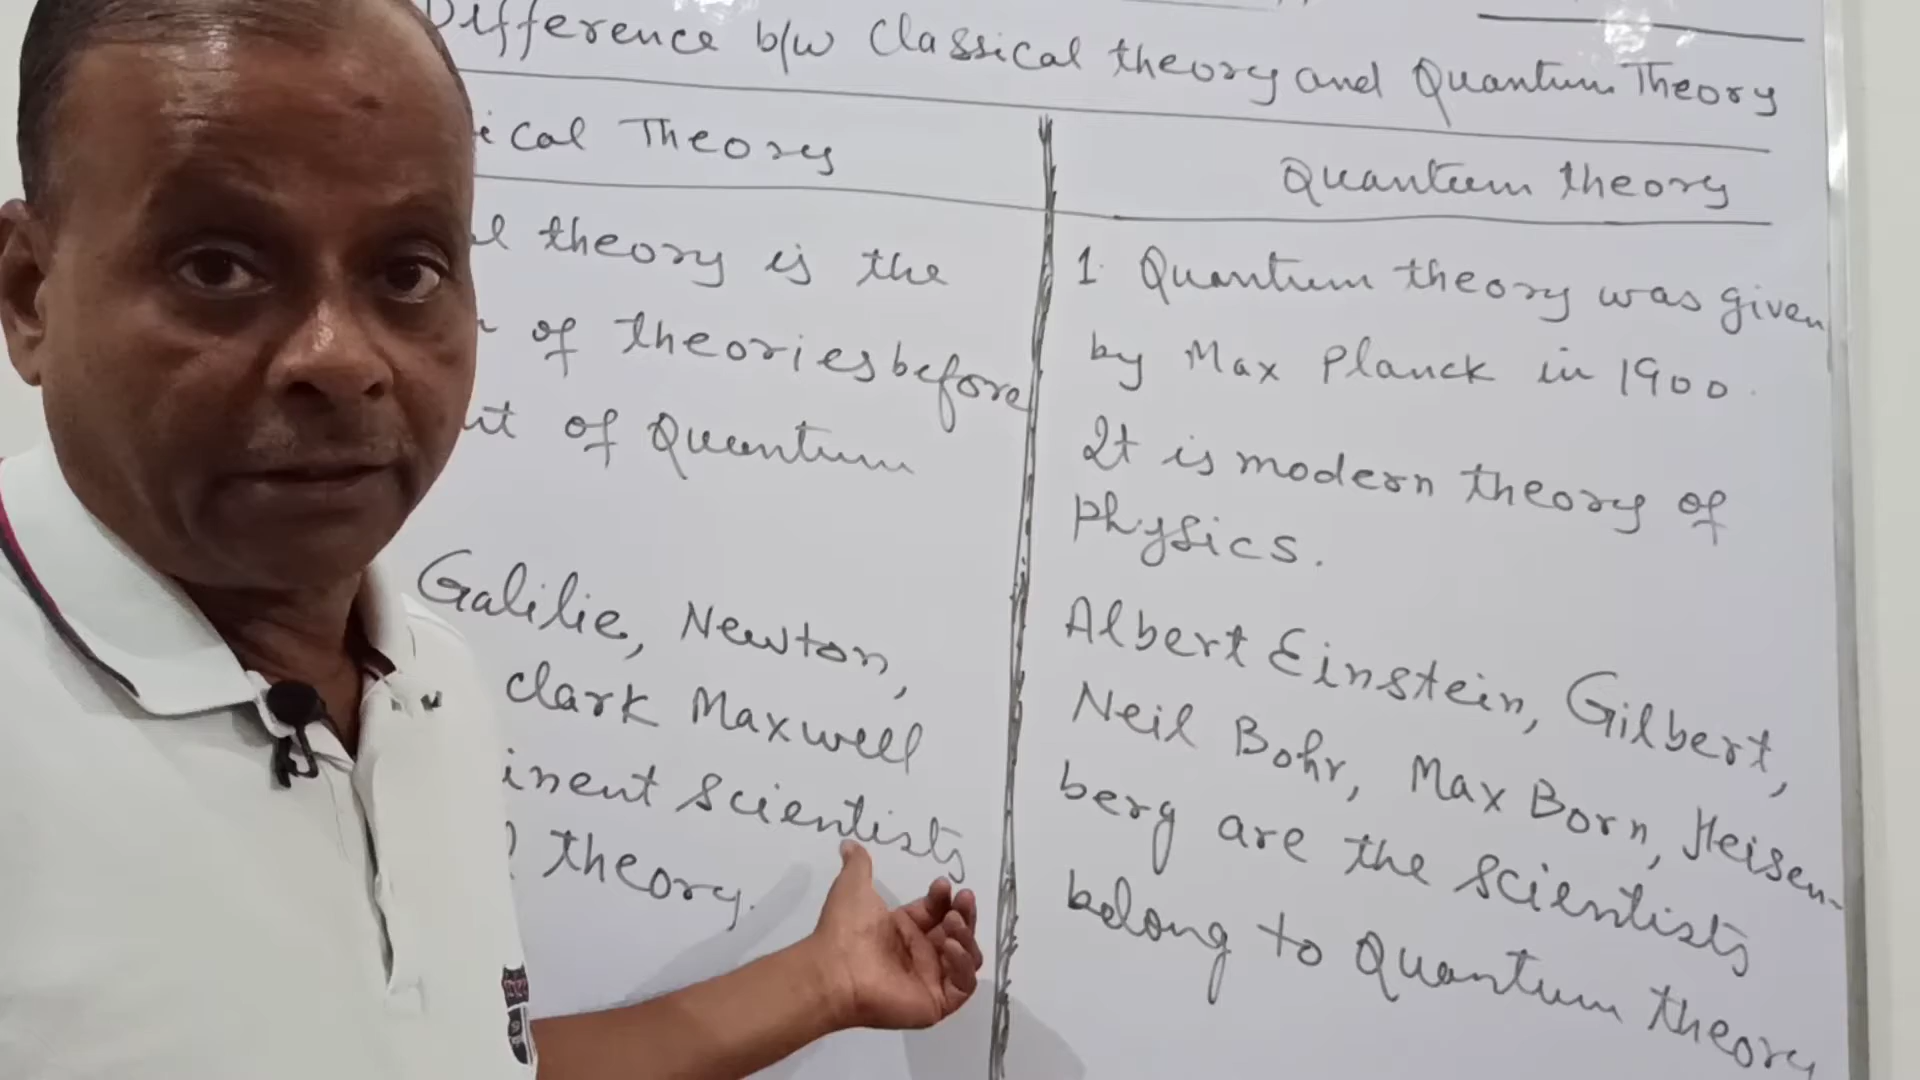 Difference b/w Classical theory and Quantum Theory
ical Theory
Quantum theory
l theory is the
of theories before
of Quantum
Galilie, Newton,
clark Maxwell
inent scientists
theory.
1. Quantum theory was given
by Max Planck in 1900.
It is modern theory of
physics.
Albert Einstein, Gilbert,
Neil Bohr, Max Born, Heisen-
berg are the scientists
belong to Quantum theory